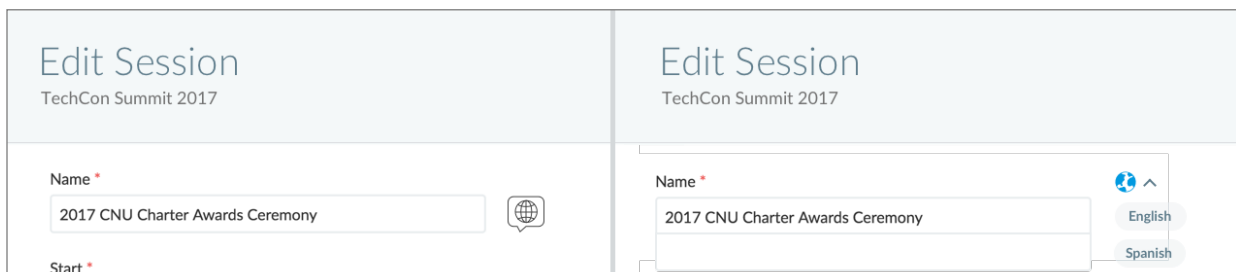 Edit Session
TechCon Summit 2017
Name *
2017 CNU Charter Awards Ceremony
Start *
Edit Session
TechCon Summit 2017
Name *
2017 CNU Charter Awards Ceremony
English
Spanish